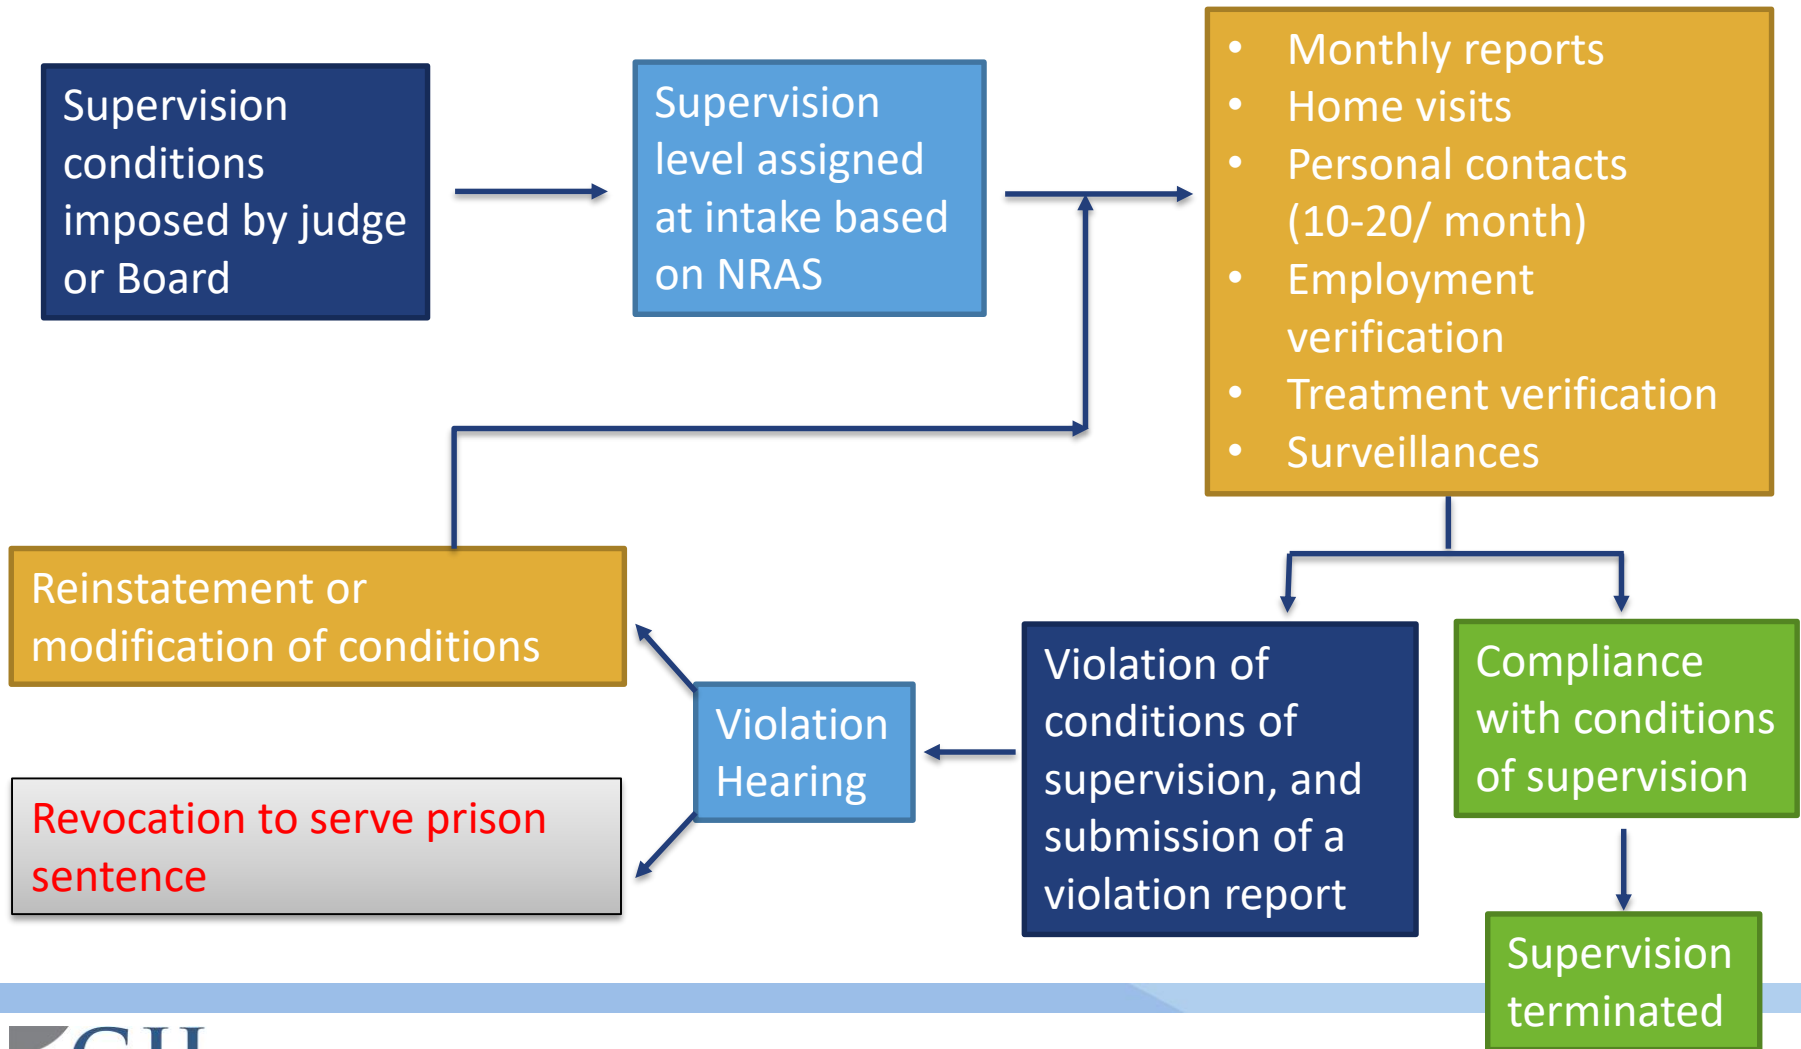 Supervision
conditions
imposed by judge
or Board
Supervision
level assigned
at intake based
on NRAS
• Monthly reports
• Home visits
• Personal contacts
(10-20/ month)
• Employment
verification
• Treatment verification
• Surveillances
Reinstatement or
modification of conditions
Revocation to serve prison
sentence
Violation
Hearing
Violation of
conditions of
supervision, and
submission of a
violation report
Compliance
with conditions
of supervision
Supervision
terminated